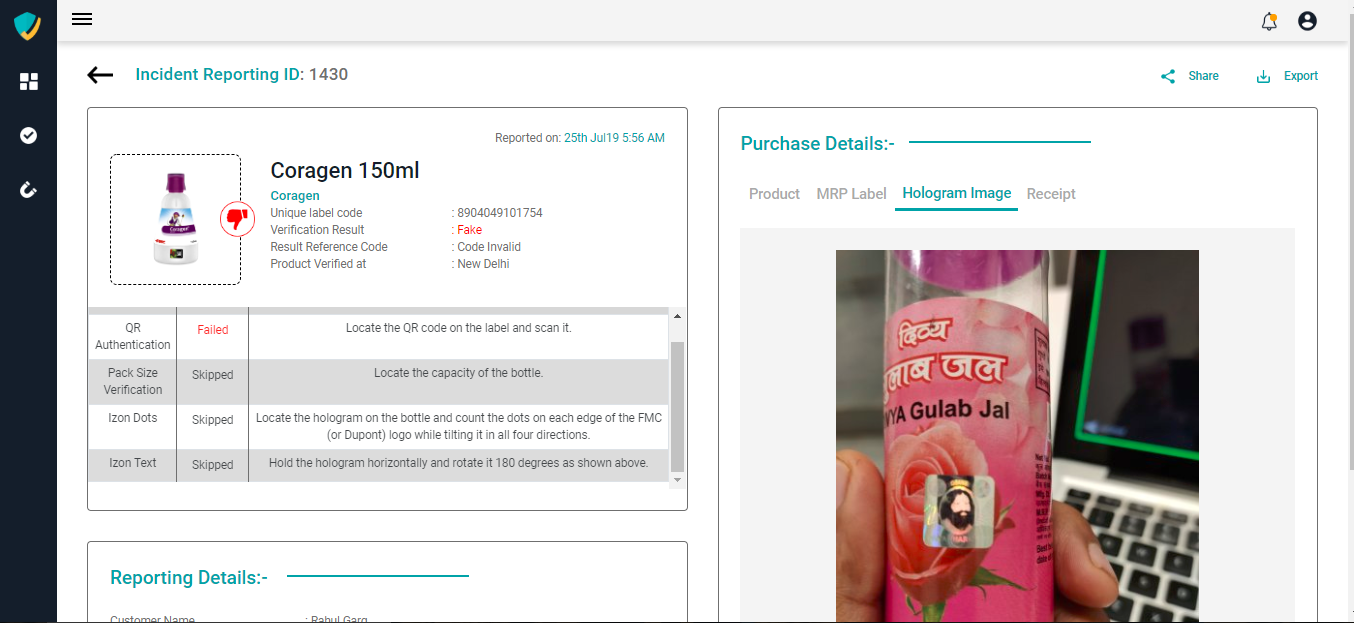 Incident Reporting ID: 1430
Share
Export
Reported on: 25th Jul19 5:56 AM
Coragen 150ml
Coragen
Unique label code : 8904049101754
Verification Result : Fake
Result Reference Code : Code Invalid
Product Verified at : New Delhi
Coragen
QR Authentication Failed Locate the QR code on the label and scan it.
Pack Size Verification Skipped Locate the capacity of the bottle.
Izon Dots Skipped Locate the hologram on the bottle and count the dots on each edge of the FMC
(or Dupont) logo while tilting it in all four directions.
Izon Text Skipped Hold the hologram horizontally and rotate it 180 degrees as shown above.
Reporting Details:-
Customer Name : Rahul Garg
Purchase Details:-
Product MRP Label Hologram Image Receipt
दिव्य
लाब जल
YA Gulab Jal